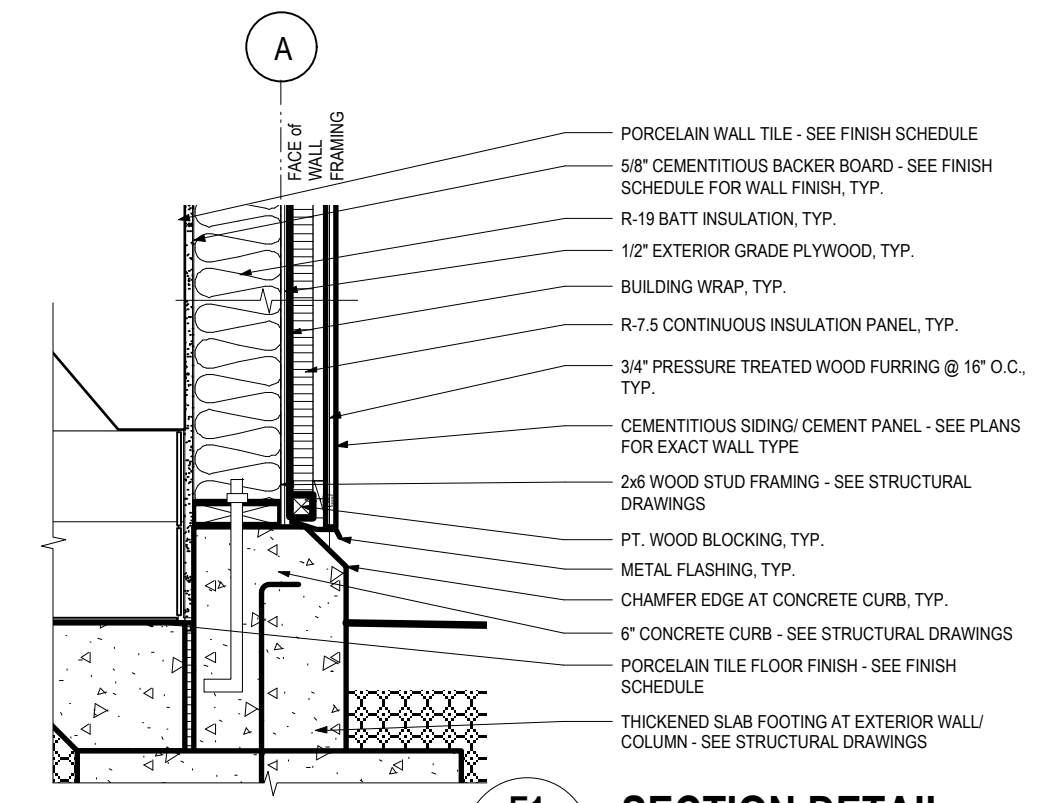 A
FACE of
WALL
FRAMING
PORCELAIN WALL TILE - SEE FINISH SCHEDULE
5/8" CEMENTITIOUS BACKER BOARD - SEE FINISH
SCHEDULE FOR WALL FINISH, TYP.
R-19 BATT INSULATION, TYP.
1/2" EXTERIOR GRADE PLYWOOD, TYP.
BUILDING WRAP, TYP.
R-7.5 CONTINUOUS INSULATION PANEL, TYP.
3/4" PRESSURE TREATED WOOD FURRING @ 16" O.C.,
TYP.
CEMENTITIOUS SIDING/ CEMENT PANEL - SEE PLANS
FOR EXACT WALL TYPE
2x6 WOOD STUD FRAMING - SEE STRUCTURAL
DRAWINGS
PT. WOOD BLOCKING, TYP.
METAL FLASHING, TYP.
CHAMFER EDGE AT CONCRETE CURB, TYP.
6" CONCRETE CURB - SEE STRUCTURAL DRAWINGS
PORCELAIN TILE FLOOR FINISH - SEE FINISH
SCHEDULE
THICKENED SLAB FOOTING AT EXTERIOR WALL/
COLUMN - SEE STRUCTURAL DRAWINGS
SECTION DETAIL